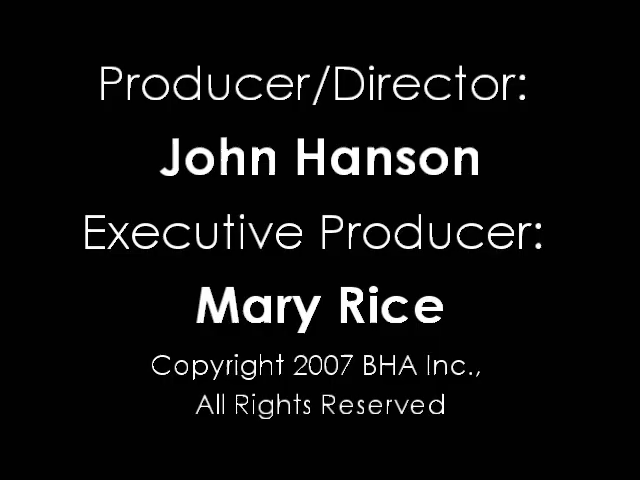 Producer/Director:
John Hanson
Executive Producer:
Mary Rice
Copyright 2007 BHA Inc.,
All Rights Reserved